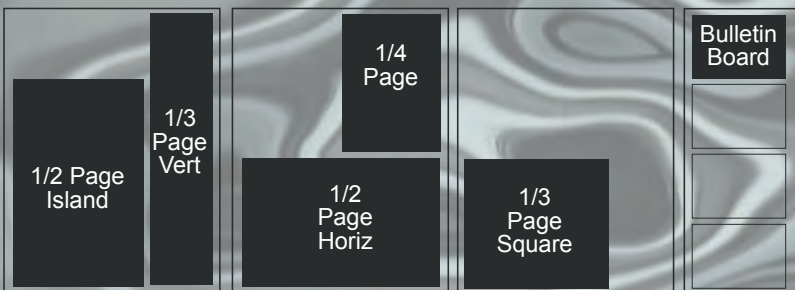 1/2 Page
Island
1/3
Page
Vert
1/4
Page
1/2
Page
Horiz
1/3
Page
Square
Bulletin
Board